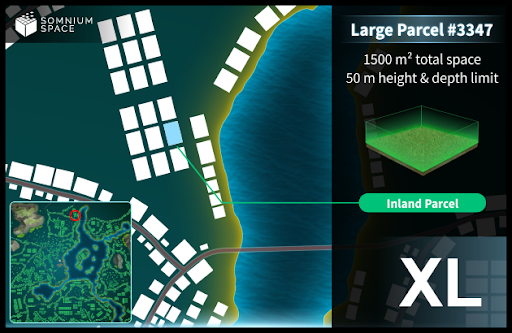 SOMNIUM
SPACE
Large Parcel #3347
1500 m² total space
50 m height & depth limit
Inland Parcel
XL